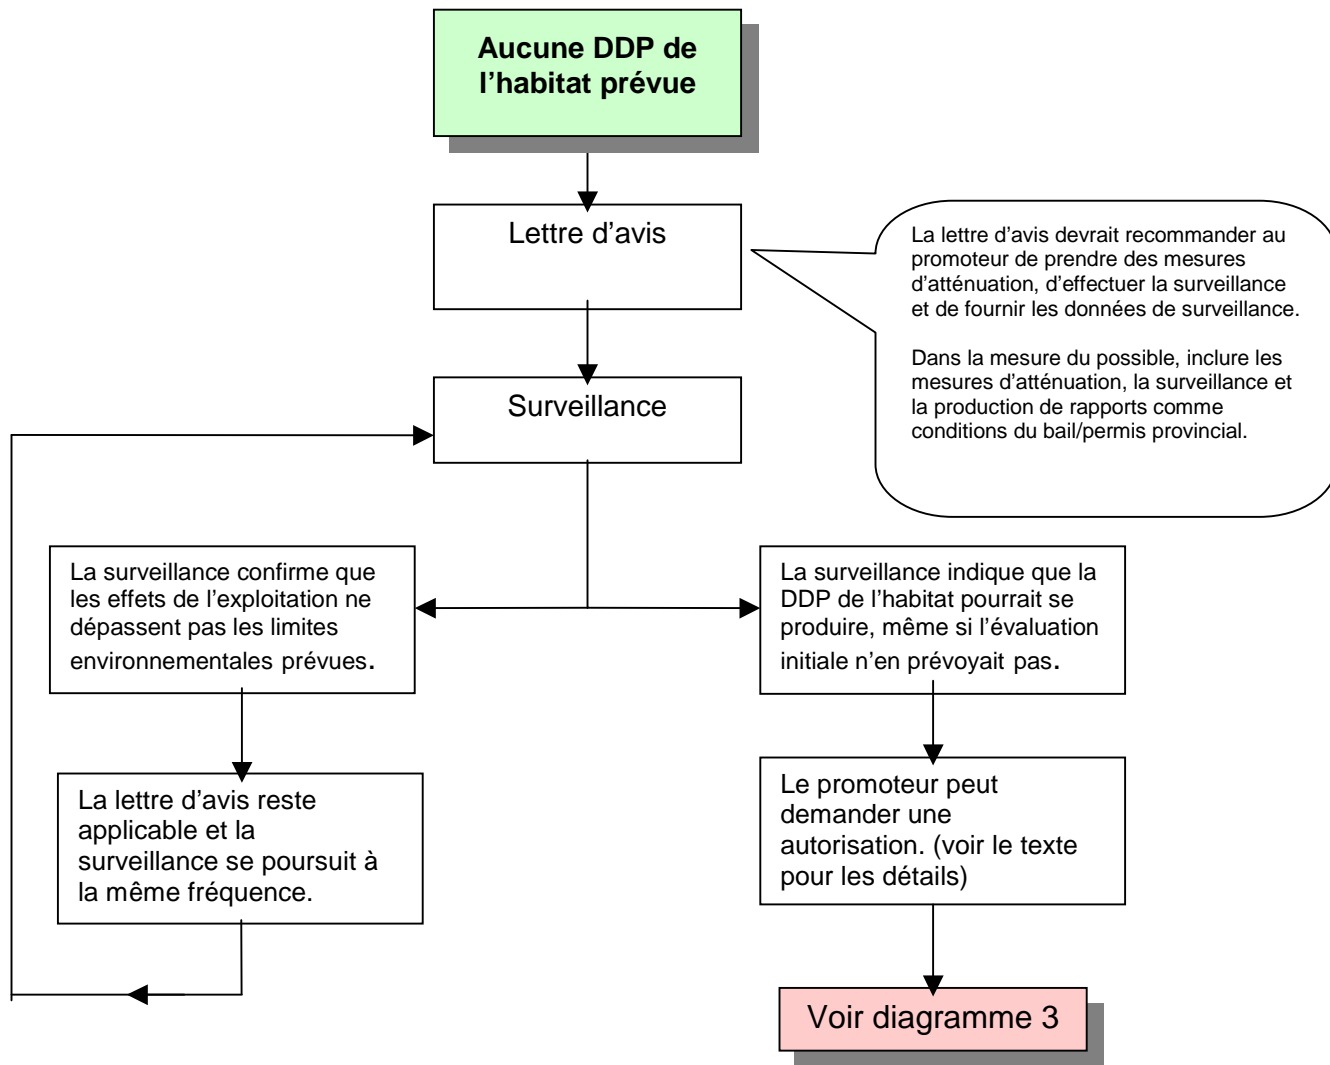 Aucune DDP de
l’habitat prévue
Lettre d’avis
La lettre d’avis devrait recommander au
promoteur de prendre des mesures
d’atténuation, d’effectuer la surveillance
et de fournir les données de surveillance.
Dans la mesure du possible, inclure les
mesures d’atténuation, la surveillance et
la production de rapports comme
conditions du bail/permis provincial.
Surveillance
La surveillance confirme que
les effets de l’exploitation ne
dépassent pas les limites
environnementales prévues.
La surveillance indique que la
DDP de l’habitat pourrait se
produire, même si l’évaluation
initiale n’en prévoyait pas.
La lettre d’avis reste
applicable et la
surveillance se poursuit à
la même fréquence.
Le promoteur peut
demander une
autorisation. (voir le texte
pour les détails)
Voir diagramme 3